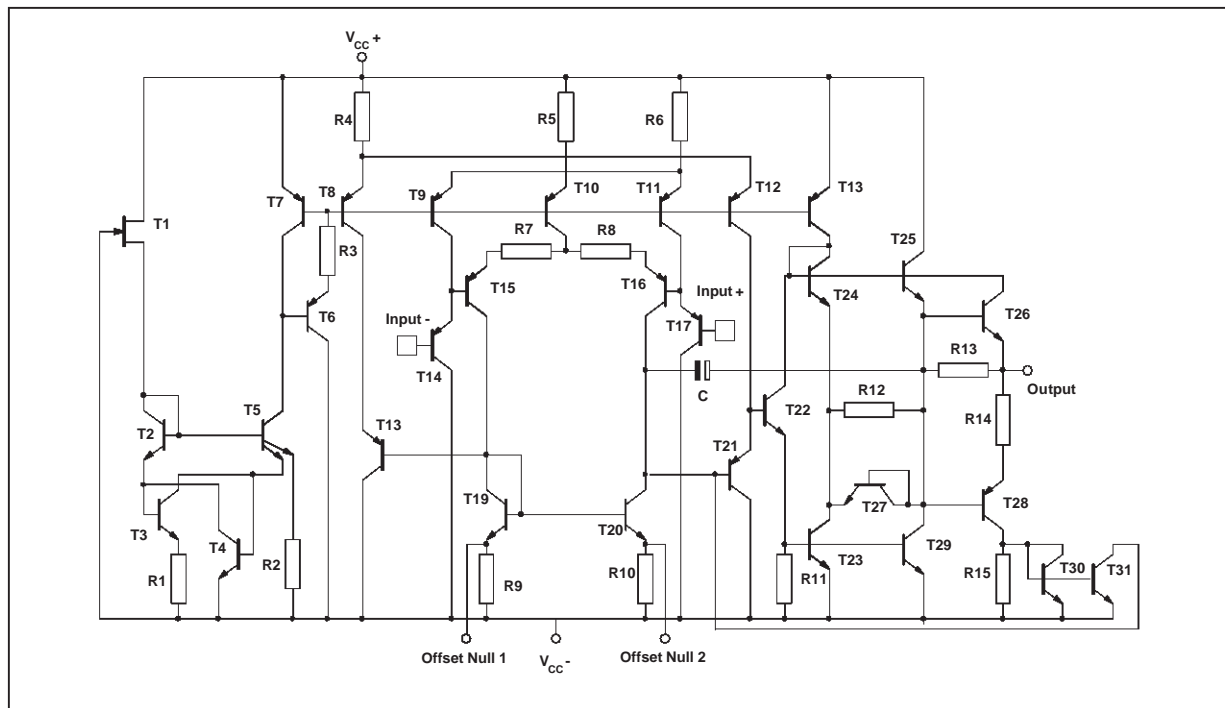 VCC+
R4
R5
R6
T7
T8
T9
T10
T11
T12
T13
T1
R3
R7
R8
T25
T6
T15
T16
Input +
T24
T26
Input -
T17
T14
R13
Output
C
T22
R12
R14
T2
T5
T13
T21
T19
T27
T28
T3
T4
T20
T29
R1
R2
R9
R10
R11
T23
R15
T30
T31
Offset Null 1
VCC-
Offset Null 2